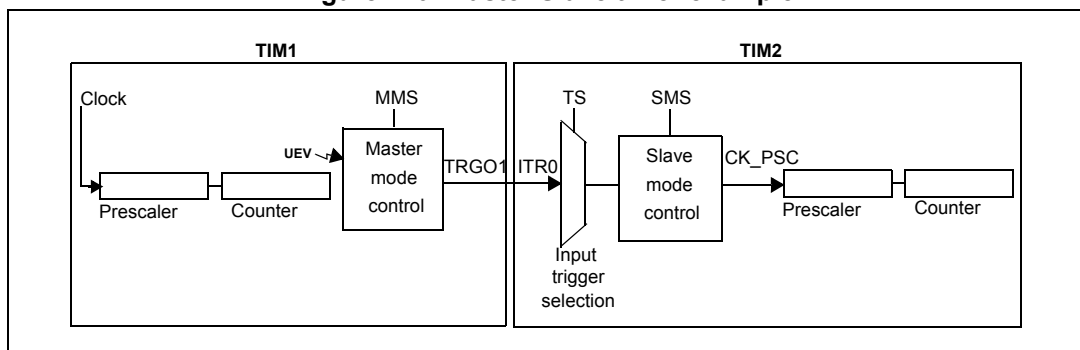 TIM1
TIM2
Clock
MMS
TS
SMS
UEV
Master
mode
control
TRGO1
ITR0
Slave
mode
control
CK_PSC
Prescaler
Counter
Prescaler
Counter
Input
trigger
selection